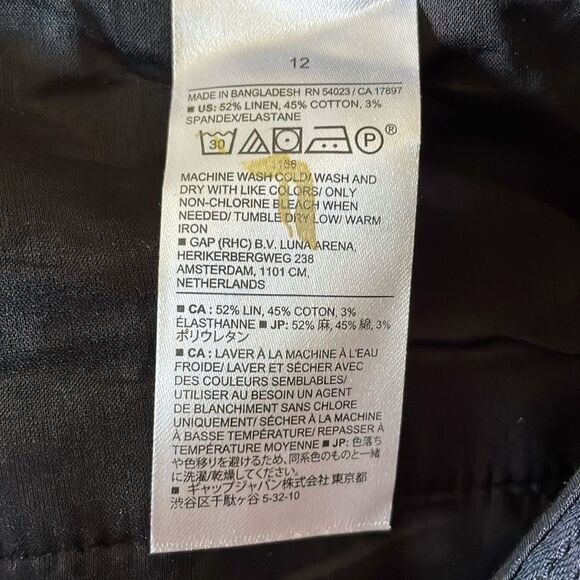 12
MADE IN BANGLADESH RN 54023 / CA 17897
■ US: 52% LINEN, 45% COTTON, 3%
SPANDEX/ELASTANE
30 P®
1156
MACHINE WASH COLD/ WASH AND
DRY WITH LIKE COLORS/ ONLY
NON-CHLORINE BLEACH WHEN
NEEDED/ TUMBLE DRY LOW/ WARM
IRON
■ GAP (RHC) B.V. LUNA ARENA,
HERIKERBERGWEG 238
AMSTERDAM, 1101 CM,
NETHERLANDS
■ CA : 52% LIN, 45% COTON, 3%
ÉLASTHANNE ■ JP: 52% 麻, 45% 綿, 3%
ポリウレタン
■ CA : LAVER À LA MACHINE À L'EAU
FROIDE/ LAVER ET SÉCHER AVEC
DES COULEURS SEMBLABLES/
UTILISER AU BESOIN UN AGENT
DE BLANCHIMENT SANS CHLORE
UNIQUEMENT/ SÉCHER À LA MACHINE
À BASSE TEMPÉRATURE/ REPASSER À
TEMPÉRATURE MOYENNE ■ JP: 色落ち
や色移りを避けるため、同系色のものと一緒
に洗濯/乾燥してください。
■ ギャップジャパン株式会社 東京都
渋谷区千駄ヶ谷 5-32-10